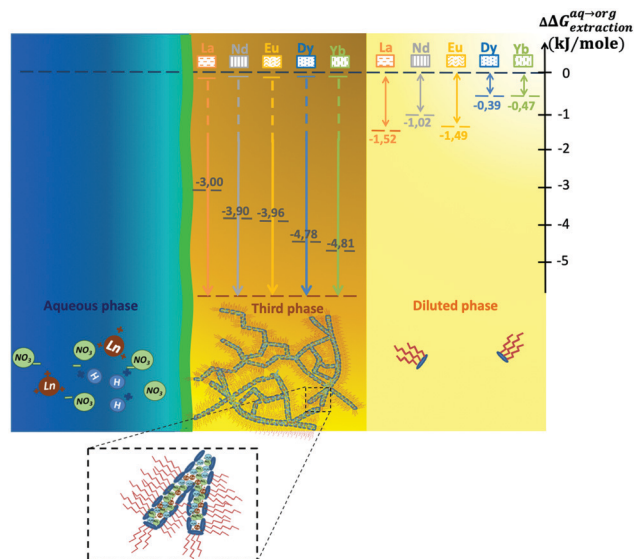 ΔΔG aq→org extraction
(kJ/mole)
La Nd Eu Dy Yb La Nd Eu Dy Yb
0
-0,39 -0,47
-1
-1,02
-1,52 -1,49
-2
-3,00
-3
-3,90 -3,96
-4
-4,78
-4,81
-5
Aqueous phase Third phase Diluted phase
Ln
NO3 NO3 NO3
H H
Ln
NO3 H